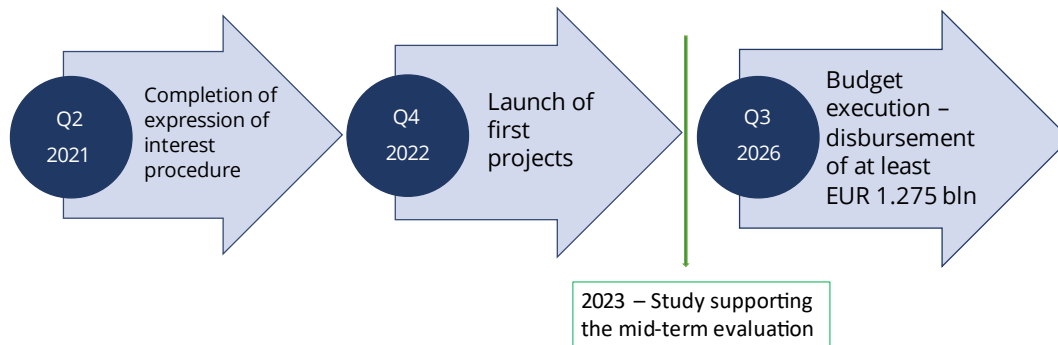 Q2
2021
Completion of
expression of
interest
procedure
Q4
2022
Launch of
first
projects
Q3
2026
Budget
execution –
disbursement
of at least
EUR 1.275 bln
2023 – Study supporting
the mid-term evaluation